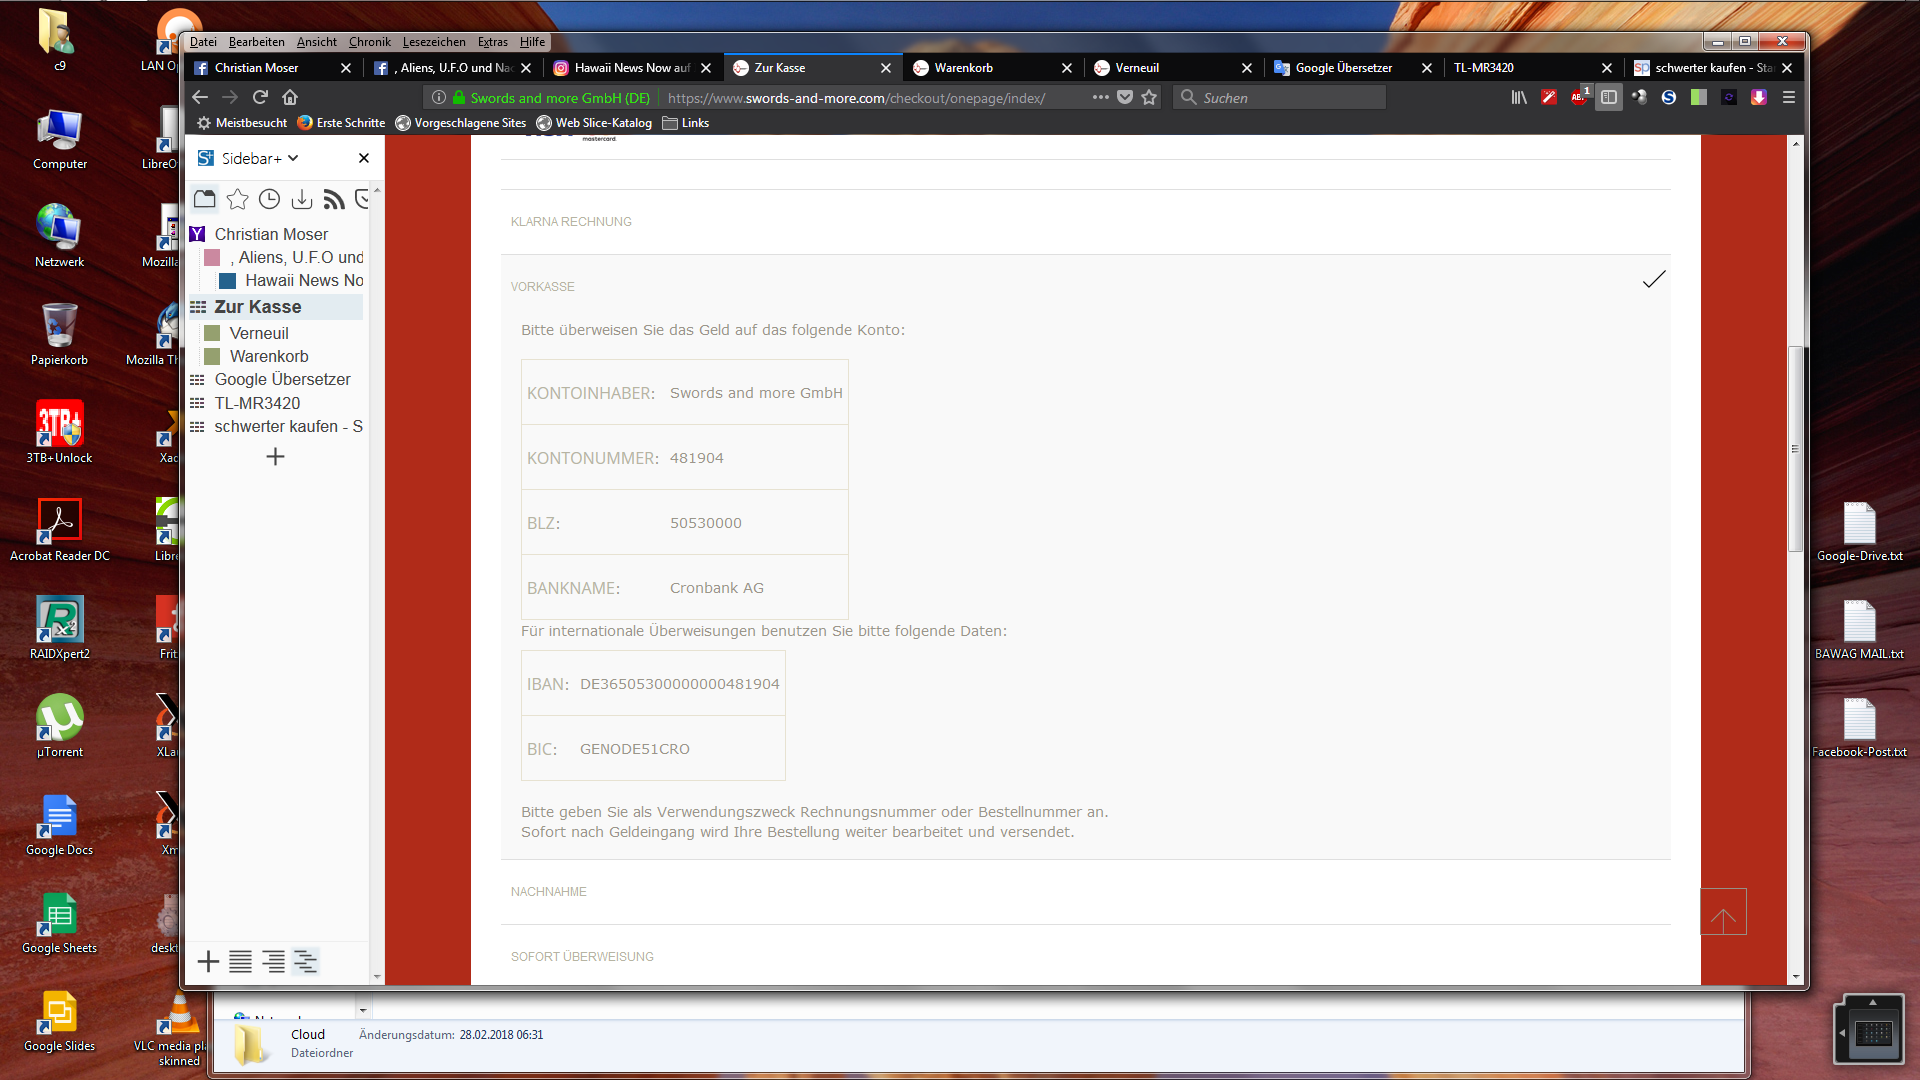 c9
LAN Op
Computer
LibreO
Netzwerk
Mozilla
Papierkorb
Mozilla Th
3TB+
3TB+Unlock
Xac
Acrobat Reader DC
Libre
RAIDXpert2
Frit
µTorrent
XLau
Google Docs
Xm
Google Sheets
deskt
Google Slides
VLC media pla
skinned
Datei Bearbeiten Ansicht Chronik Lesezeichen Extras Hilfe
Christian Moser
, Aliens, U.F.O und Nac
Hawaii News Now auf
Zur Kasse
Warenkorb
Verneuil
Google Übersetzer
TL-MR3420
schwerter kaufen - Sta
Swords and more GmbH (DE) https://www.swords-and-more.com/checkout/onepage/index/
Suchen
1
Meistbesucht Erste Schritte Vorgeschlagene Sites Web Slice-Katalog Links
Sidebar+
Christian Moser
, Aliens, U.F.O und
Hawaii News No
Zur Kasse
Verneuil
Warenkorb
Google Übersetzer
TL-MR3420
schwerter kaufen - S
mastercard.
KLARNA RECHNUNG
VORKASSE
Bitte überweisen Sie das Geld auf das folgende Konto:
KONTOINHABER: Swords and more GmbH
KONTONUMMER: 481904
BLZ: 50530000
BANKNAME: Cronbank AG
Für internationale Überweisungen benutzen Sie bitte folgende Daten:
IBAN: DE36505300000000481904
BIC: GENODE51CRO
Bitte geben Sie als Verwendungszweck Rechnungsnummer oder Bestellnummer an.
Sofort nach Geldeingang wird Ihre Bestellung weiter bearbeitet und versendet.
NACHNAHME
SOFORT ÜBERWEISUNG
Google-Drive.txt
BAWAG MAIL.txt
Facebook-Post.txt
Cloud Änderungsdatum: 28.02.2018 06:31
Dateiordner